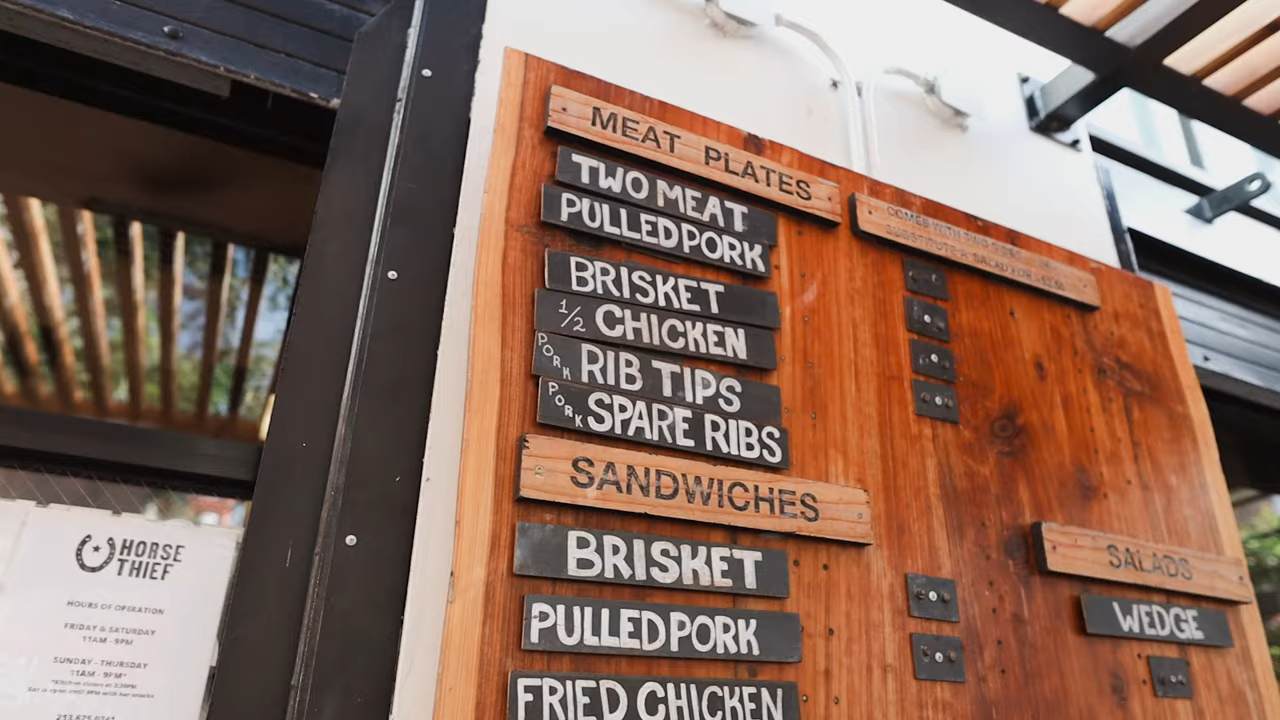 MEAT PLATES
TWO MEAT
PULLED PORK
BRISKET
1/2 CHICKEN
PORK RIB TIPS
PORK SPARE RIBS
COMES WITH TWO SIDES
SUBSTITUTE A SALAD FOR
SANDWICHES
BRISKET
PULLED PORK
FRIED CHICKEN
SALADS
WEDGE
HORSE
THIEF
HOURS OF OPERATION
FRIDAY & SATURDAY
11AM - 9PM
SUNDAY - THURSDAY
11AM - 9PM*